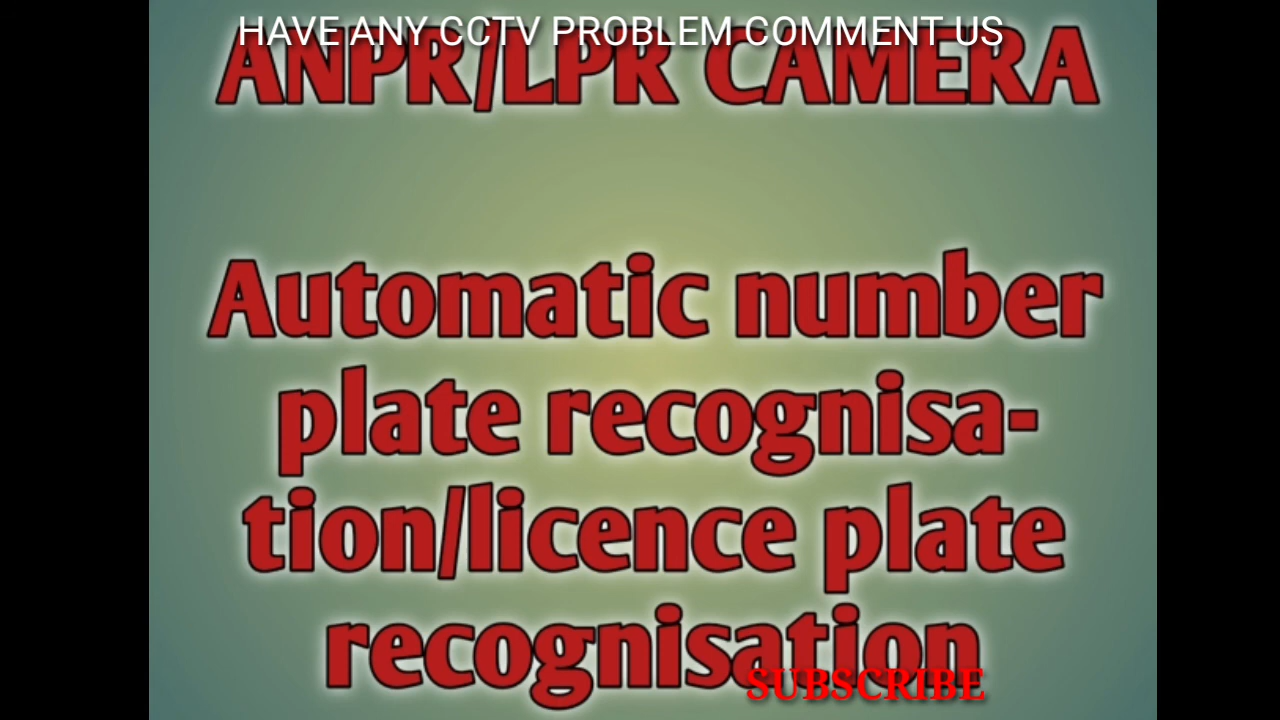 HAVE ANY CCTV PROBLEM COMMENT US
ANPR/LPR CAMERA
Automatic number
plate recognisa-
tion/licence plate
recognisation
SUBSCRIBE